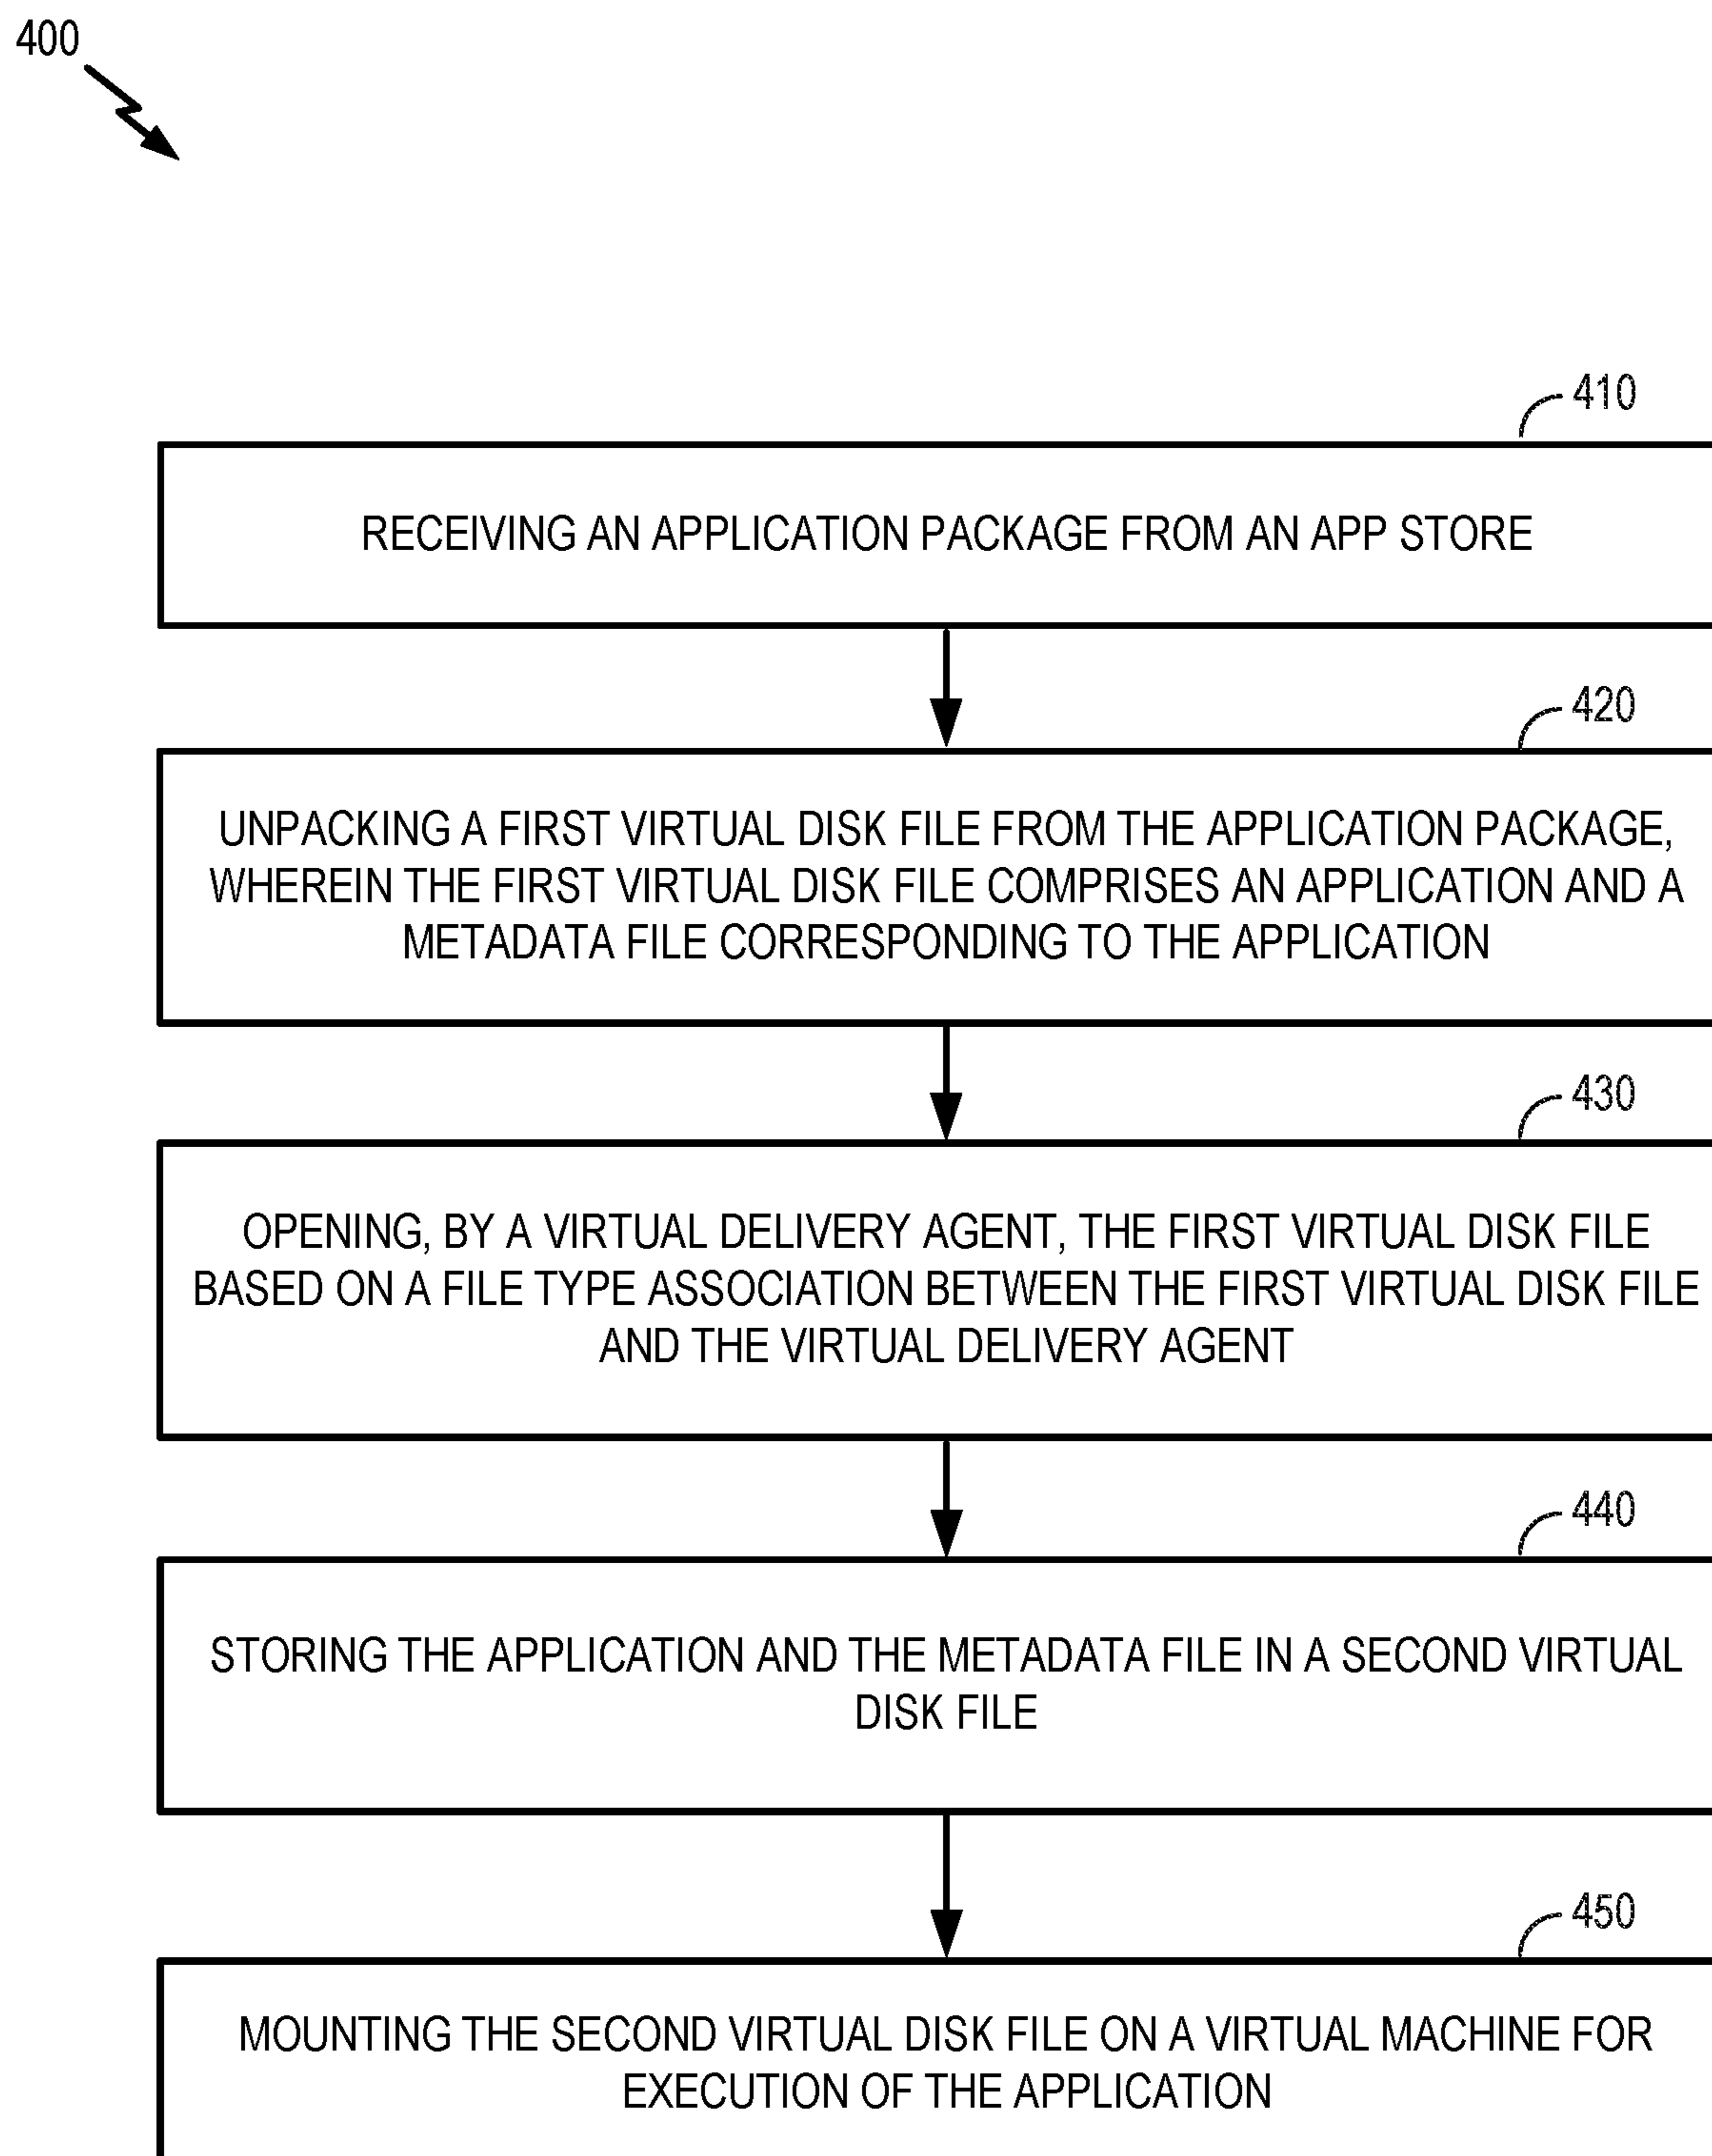 400
410
RECEIVING AN APPLICATION PACKAGE FROM AN APP STORE
420
UNPACKING A FIRST VIRTUAL DISK FILE FROM THE APPLICATION PACKAGE,
WHEREIN THE FIRST VIRTUAL DISK FILE COMPRISES AN APPLICATION AND A
METADATA FILE CORRESPONDING TO THE APPLICATION
430
OPENING, BY A VIRTUAL DELIVERY AGENT, THE FIRST VIRTUAL DISK FILE
BASED ON A FILE TYPE ASSOCIATION BETWEEN THE FIRST VIRTUAL DISK FILE
AND THE VIRTUAL DELIVERY AGENT
440
STORING THE APPLICATION AND THE METADATA FILE IN A SECOND VIRTUAL
DISK FILE
450
MOUNTING THE SECOND VIRTUAL DISK FILE ON A VIRTUAL MACHINE FOR
EXECUTION OF THE APPLICATION